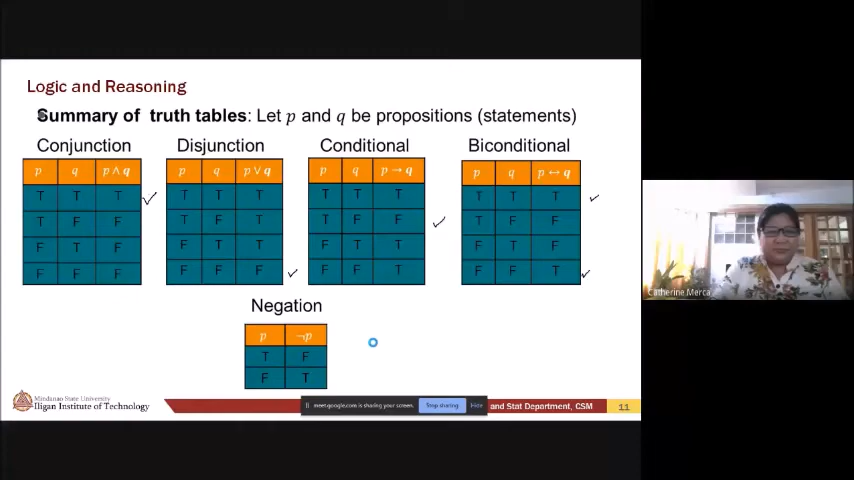 Logic and Reasoning
Summary of truth tables: Let p and q be propositions (statements)
Conjunction
p q p ∧ q
T T T
T F F
F T F
F F F
Disjunction
p q p ∨ q
T T T
T F T
F T T
F F F
Conditional
p q p → q
T T T
T F F
F T T
F F T
Biconditional
p q p ↔ q
T T T
T F F
F T F
F F T
Negation
p ¬p
T F
F T
Catherine Merca
Mindanao State University
Iligan Institute of Technology
meet.google.com is sharing your screen.
Stop sharing
Hide
and Stat Department, CSM
11